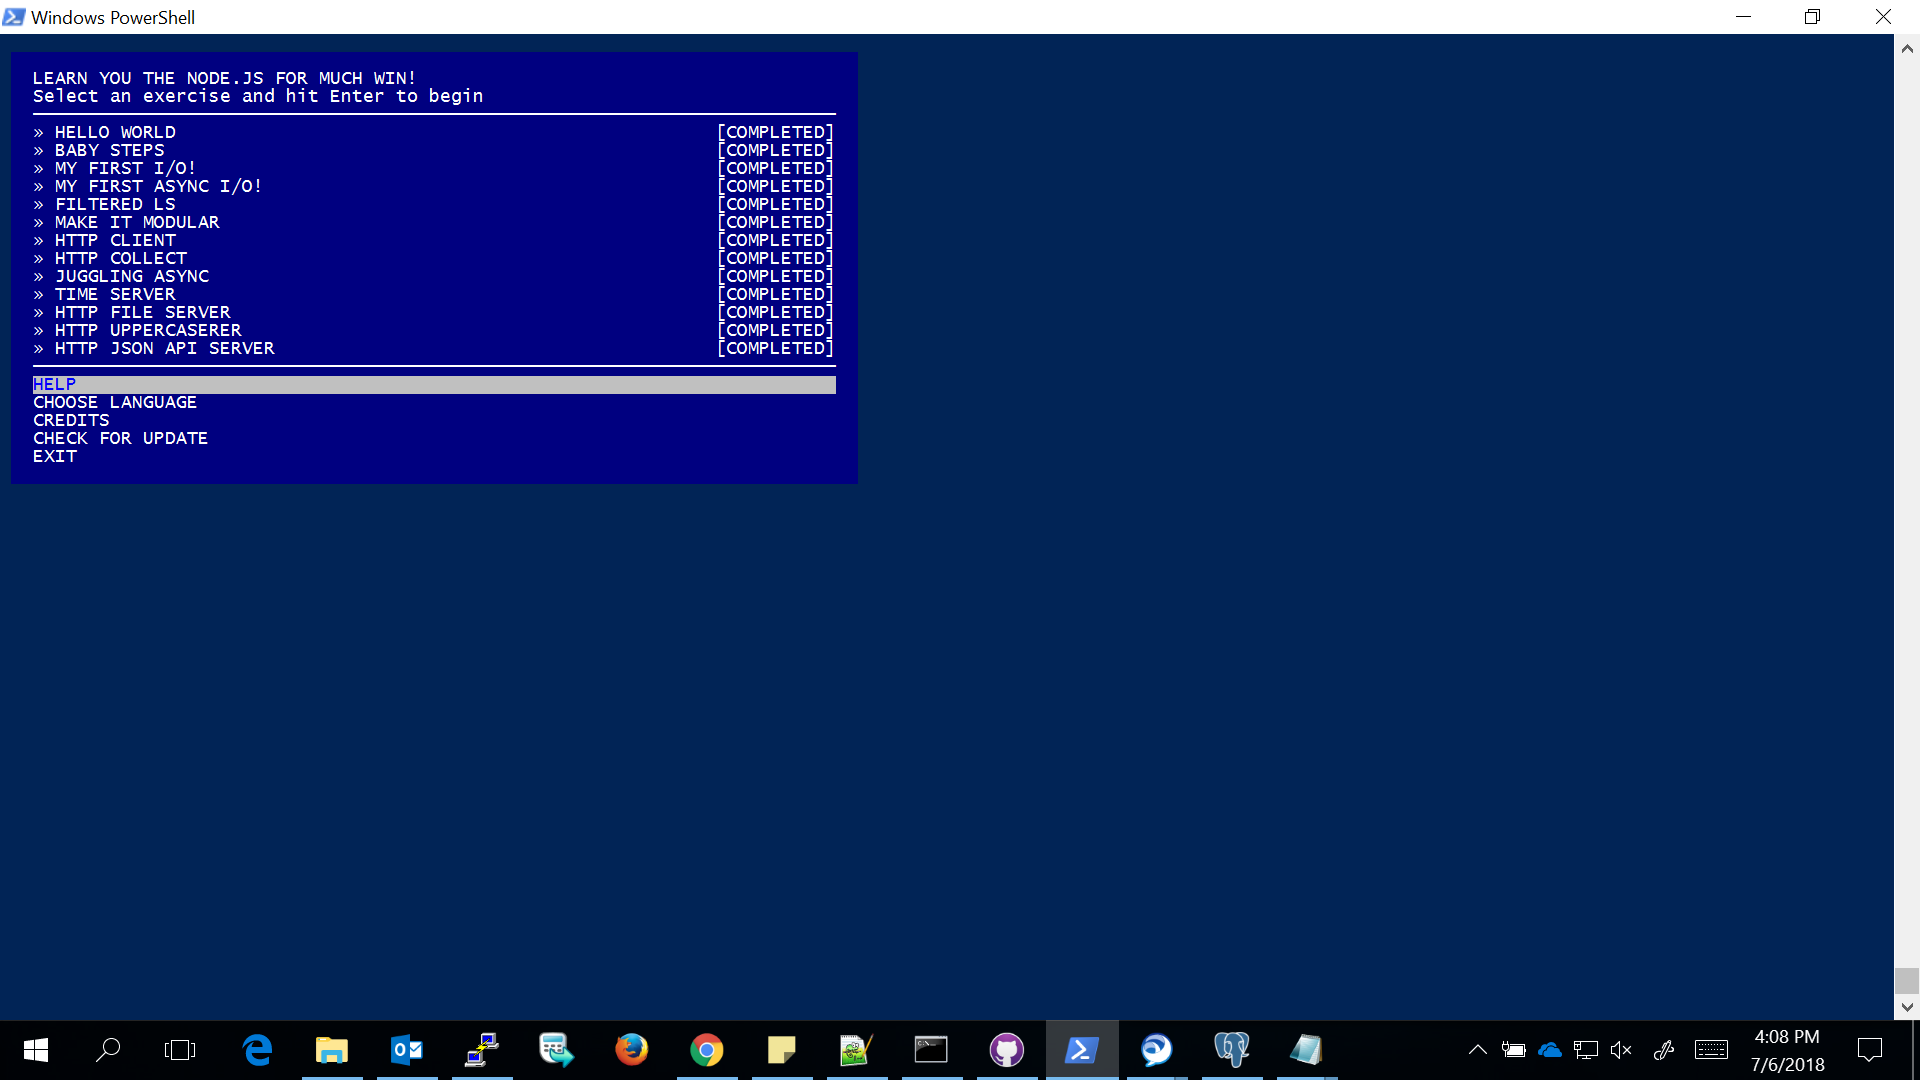 Windows PowerShell
LEARN YOU THE NODE.JS FOR MUCH WIN!
Select an exercise and hit Enter to begin
» HELLO WORLD [COMPLETED]
» BABY STEPS [COMPLETED]
» MY FIRST I/O! [COMPLETED]
» MY FIRST ASYNC I/O! [COMPLETED]
» FILTERED LS [COMPLETED]
» MAKE IT MODULAR [COMPLETED]
» HTTP CLIENT [COMPLETED]
» HTTP COLLECT [COMPLETED]
» JUGGLING ASYNC [COMPLETED]
» TIME SERVER [COMPLETED]
» HTTP FILE SERVER [COMPLETED]
» HTTP UPPERCASERER [COMPLETED]
» HTTP JSON API SERVER [COMPLETED]
HELP
CHOOSE LANGUAGE
CREDITS
CHECK FOR UPDATE
EXIT
4:08 PM
7/6/2018